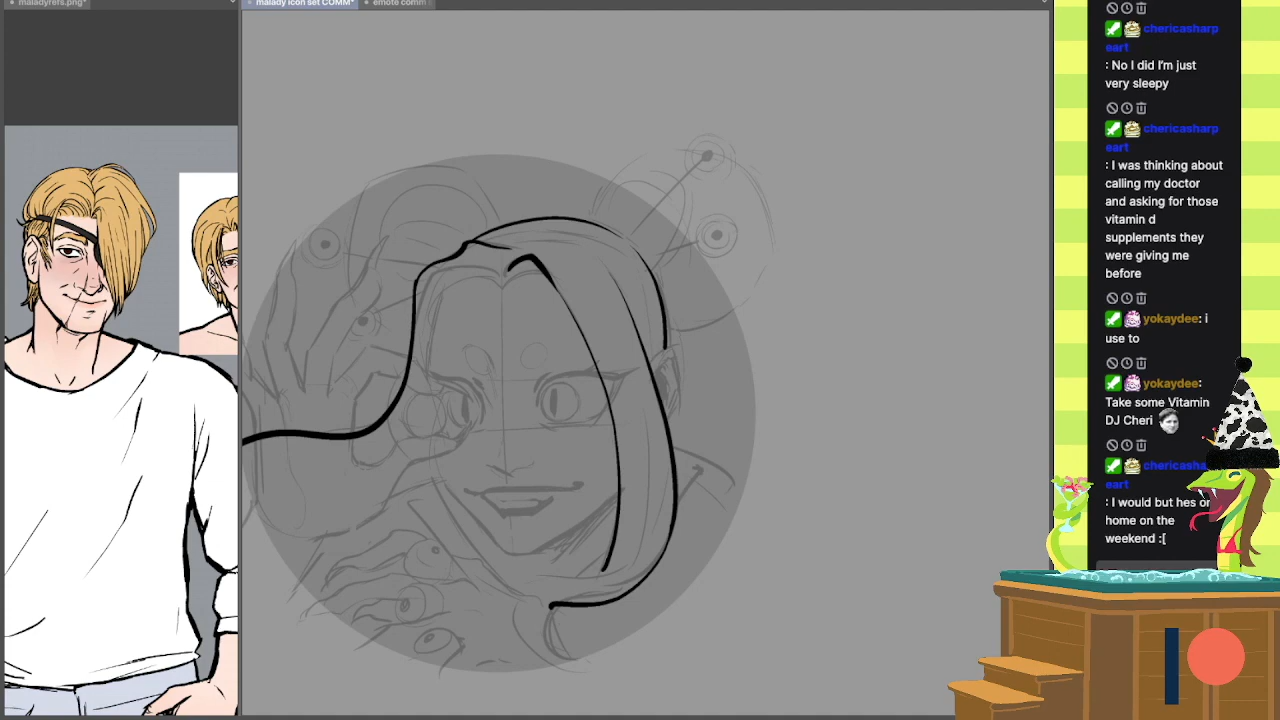 maladyrefs.png*
malady icon set COMM*
emote comm
chericasharp
eart
: No I did I'm just
very sleepy
chericasharp
eart
: I was thinking about
calling my doctor
and asking for those
vitamin d
supplements they
were giving me
before
yokaydee: i
use to
yokaydee:
Take some Vitamin
DJ Cheri
chericasha
eart
: I would but hes or
home on the
weekend :[